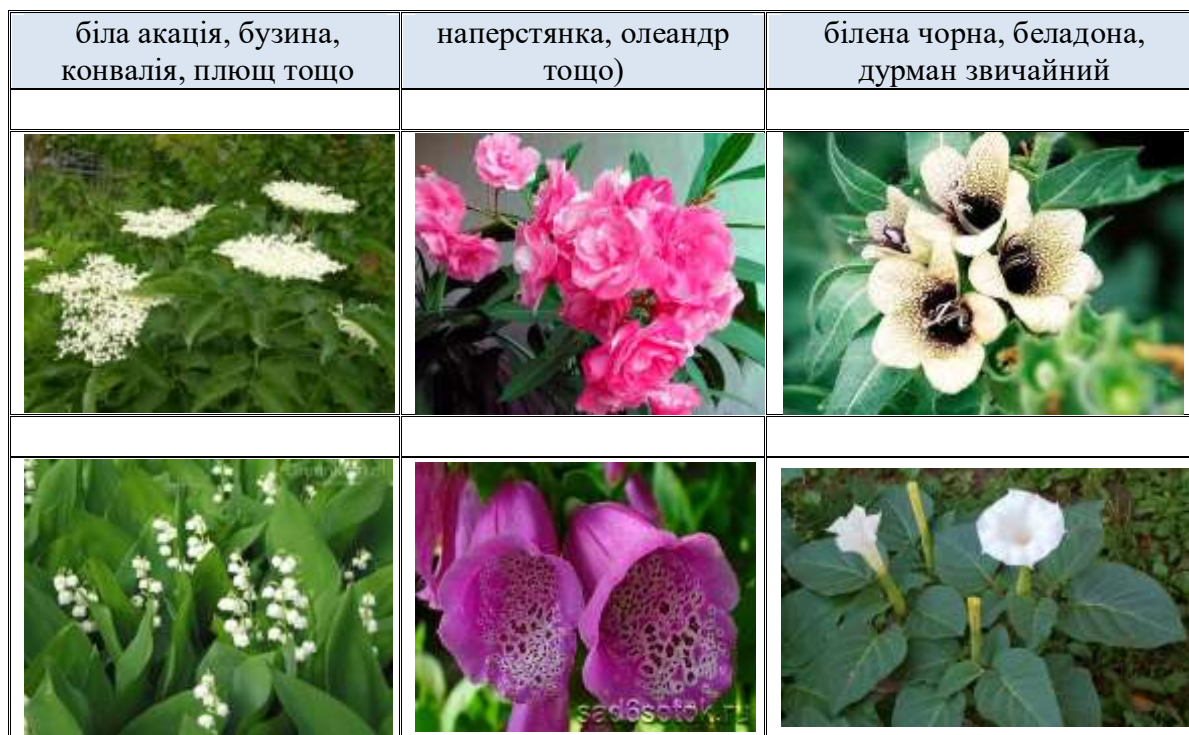 біла акація, бузина,
конвалія, плющ тощо
наперстянка, олеандр
тощо)
білена чорна, беладона,
дурман звичайний
sad6sotok.ru